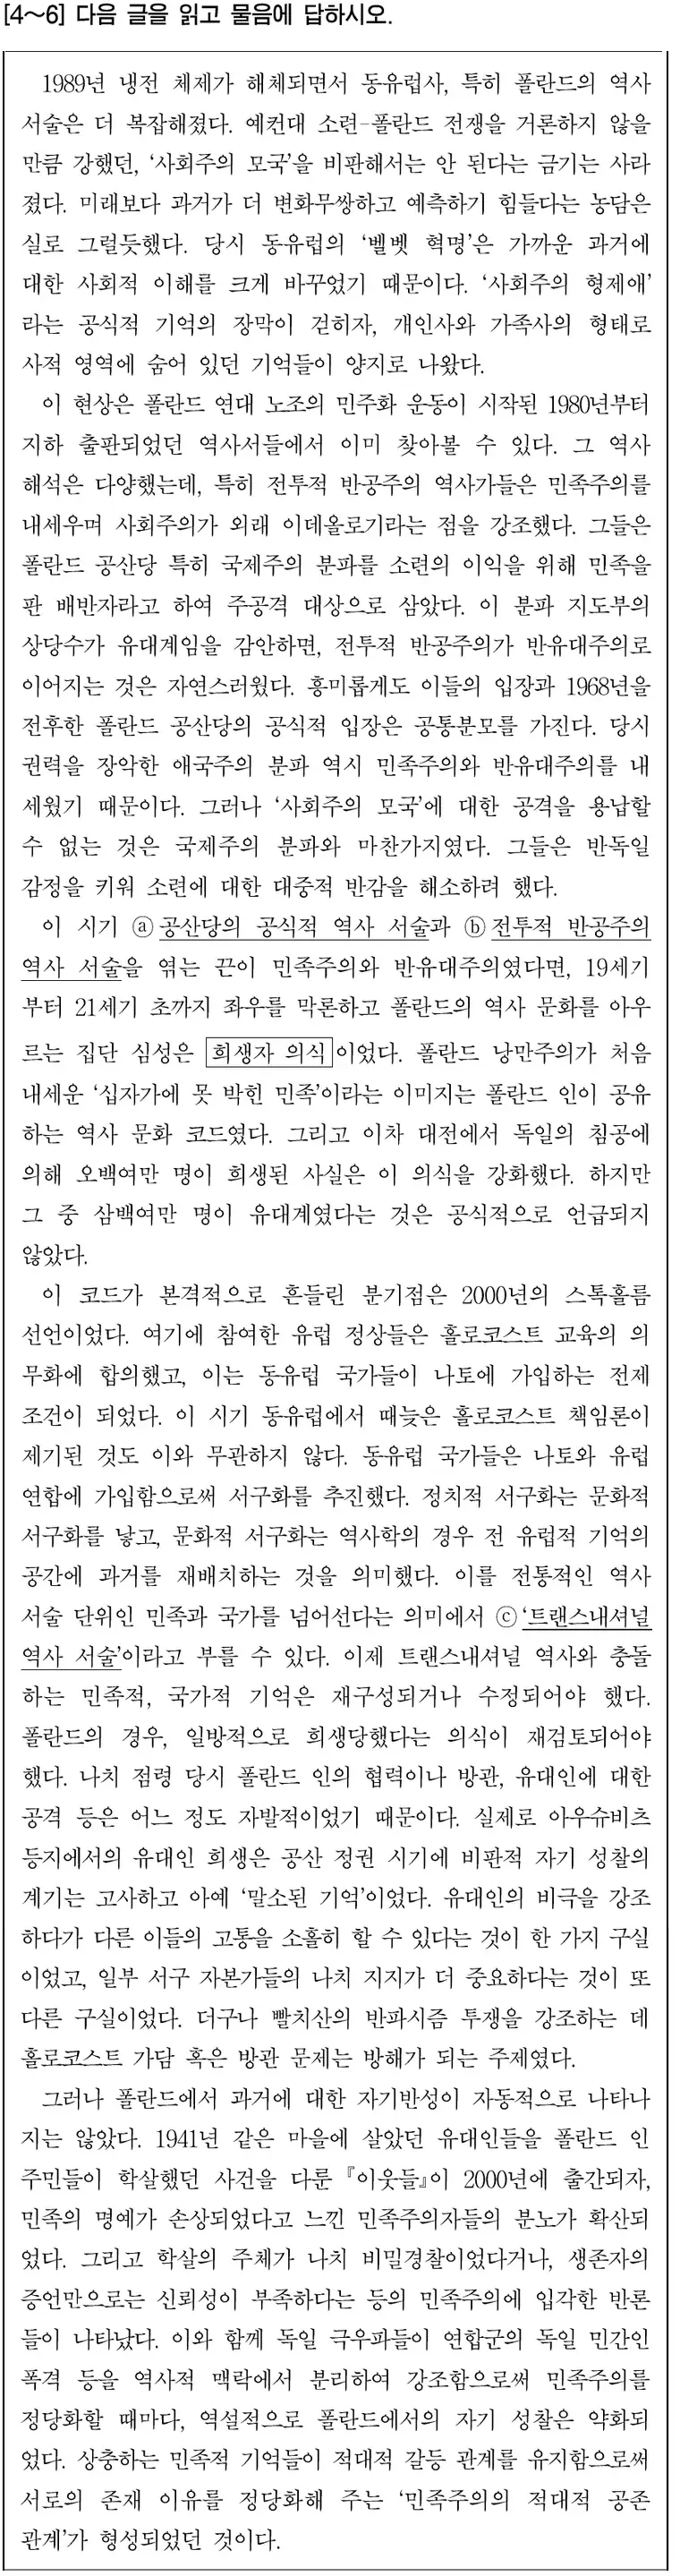 [4～6] 다음 글을 읽고 물음에 답하시오.
1989년 냉전 체제가 해체되면서 동유럽사, 특히 폴란드의 역사
서술은 더 복잡해졌다. 예컨대 소련-폴란드 전쟁을 거론하지 않을
만큼 강했던, ‘사회주의 모국’을 비판해서는 안 된다는 금기는 사라
졌다. 미래보다 과거가 더 변화무쌍하고 예측하기 힘들다는 농담은
실로 그럴듯했다. 당시 동유럽의 ‘벨벳 혁명’은 가까운 과거에
대한 사회적 이해를 크게 바꾸었기 때문이다. ‘사회주의 형제애’
라는 공식적 기억의 장막이 걷히자, 개인사와 가족사의 형태로
사적 영역에 숨어 있던 기억들이 양지로 나왔다.
이 현상은 폴란드 연대 노조의 민주화 운동이 시작된 1980년부터
지하 출판되었던 역사서들에서 이미 찾아볼 수 있다. 그 역사
해석은 다양했는데, 특히 전투적 반공주의 역사가들은 민족주의를
내세우며 사회주의가 외래 이데올로기라는 점을 강조했다. 그들은
폴란드 공산당 특히 국제주의 분파를 소련의 이익을 위해 민족을
판 배반자라고 하여 주공격 대상으로 삼았다. 이 분파 지도부의
상당수가 유대계임을 감안하면, 전투적 반공주의가 반유대주의로
이어지는 것은 자연스러웠다. 흥미롭게도 이들의 입장과 1968년을
전후한 폴란드 공산당의 공식적 입장은 공통분모를 가진다. 당시
권력을 장악한 애국주의 분파 역시 민족주의와 반유대주의를 내
세웠기 때문이다. 그러나 ‘사회주의 모국’에 대한 공격을 용납할
수 없는 것은 국제주의 분파와 마찬가지였다. 그들은 반독일
감정을 키워 소련에 대한 대중적 반감을 해소하려 했다.
이 시기 ⓐ공산당의 공식적 역사 서술과 ⓑ전투적 반공주의
역사 서술을 엮는 끈이 민족주의와 반유대주의였다면, 19세기
부터 21세기 초까지 좌우를 막론하고 폴란드의 역사 문화를 아우
르는 집단 심성은 희생자 의식이었다. 폴란드 낭만주의가 처음
내세운 ‘십자가에 못 박힌 민족’이라는 이미지는 폴란드 인이 공유
하는 역사 문화 코드였다. 그리고 이차 대전에서 독일의 침공에
의해 오백여만 명이 희생된 사실은 이 의식을 강화했다. 하지만
그 중 삼백여만 명이 유대계였다는 것은 공식적으로 언급되지
않았다.
이 코드가 본격적으로 흔들린 분기점은 2000년의 스톡홀름
선언이었다. 여기에 참여한 유럽 정상들은 홀로코스트 교육의 의
무화에 합의했고, 이는 동유럽 국가들이 나토에 가입하는 전제
조건이 되었다. 이 시기 동유럽에서 때늦은 홀로코스트 책임론이
제기된 것도 이와 무관하지 않다. 동유럽 국가들은 나토와 유럽
연합에 가입함으로써 서구화를 추진했다. 정치적 서구화는 문화적
서구화를 낳고, 문화적 서구화는 역사학의 경우 전 유럽적 기억의
공간에 과거를 재배치하는 것을 의미했다. 이를 전통적인 역사
서술 단위인 민족과 국가를 넘어선다는 의미에서 ⓒ‘트랜스내셔널
역사 서술’이라고 부를 수 있다. 이제 트랜스내셔널 역사와 충돌
하는 민족적, 국가적 기억은 재구성되거나 수정되어야 했다.
폴란드의 경우, 일방적으로 희생당했다는 의식이 재검토되어야
했다. 나치 점령 당시 폴란드 인의 협력이나 방관, 유대인에 대한
공격 등은 어느 정도 자발적이었기 때문이다. 실제로 아우슈비츠
등지에서의 유대인 희생은 공산 정권 시기에 비판적 자기 성찰의
계기는 고사하고 아예 ‘말소된 기억’이었다. 유대인의 비극을 강조
하다가 다른 이들의 고통을 소홀히 할 수 있다는 것이 한 가지 구실
이었고, 일부 서구 자본가들의 나치 지지가 더 중요하다는 것이 또
다른 구실이었다. 더구나 빨치산의 반파시즘 투쟁을 강조하는 데
홀로코스트 가담 혹은 방관 문제는 방해가 되는 주제였다.
그러나 폴란드에서 과거에 대한 자기반성이 자동적으로 나타나
지는 않았다. 1941년 같은 마을에 살았던 유대인들을 폴란드 인
주민들이 학살했던 사건을 다룬 『이웃들』이 2000년에 출간되자,
민족의 명예가 손상되었다고 느낀 민족주의자들의 분노가 확산되
었다. 그리고 학살의 주체가 나치 비밀경찰이었다거나, 생존자의
증언만으로는 신뢰성이 부족하다는 등의 민족주의에 입각한 반론
들이 나타났다. 이와 함께 독일 극우파들이 연합군의 독일 민간인
폭격 등을 역사적 맥락에서 분리하여 강조함으로써 민족주의를
정당화할 때마다, 역설적으로 폴란드에서의 자기 성찰은 약화되
었다. 상충하는 민족적 기억들이 적대적 갈등 관계를 유지함으로써
서로의 존재 이유를 정당화해 주는 ‘민족주의의 적대적 공존
관계’가 형성되었던 것이다.